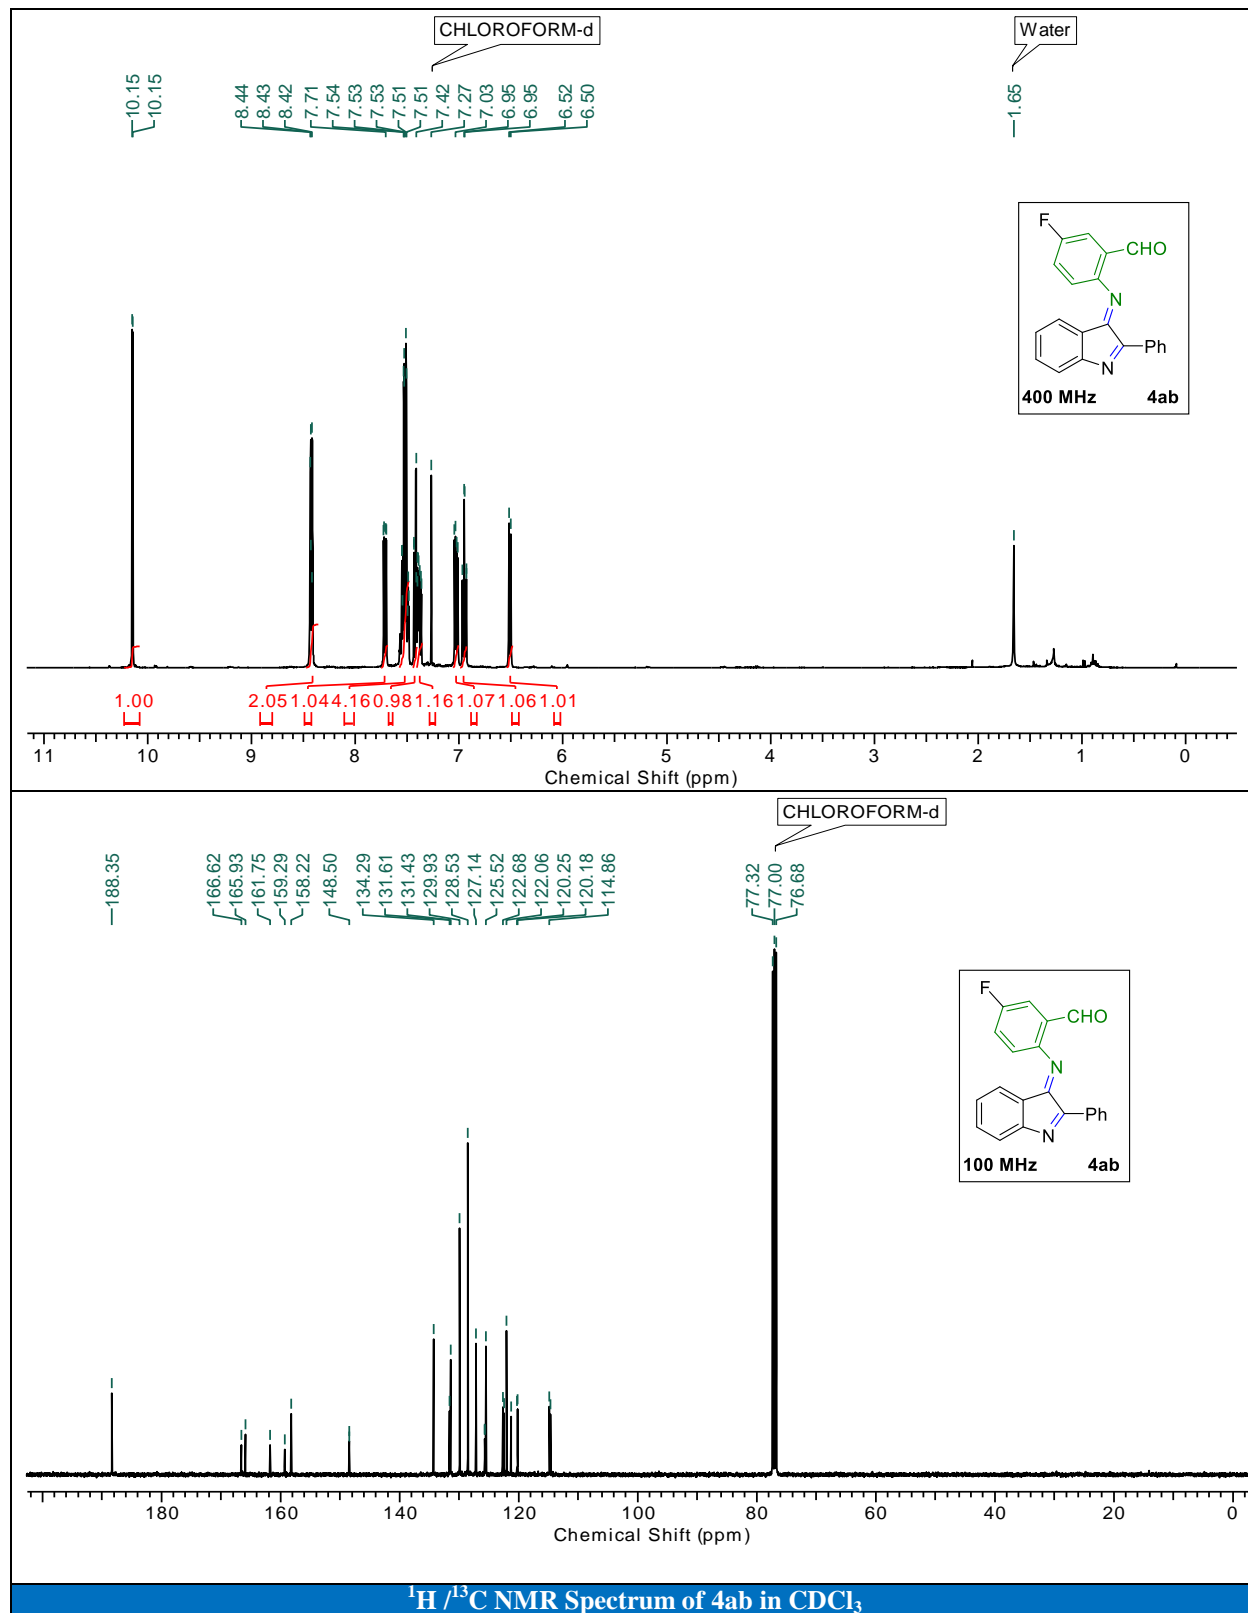 CHLOROFORM-d
Water
10.15
10.15
8.44
8.43
8.42
7.71
7.54
7.53
7.53
7.51
7.51
7.42
7.27
7.03
6.95
6.95
6.52
6.50
1.65
F
CHO
N
Ph
N
400 MHz 4ab
1.00 2.05 1.04 4.16 0.98 1.16 1.07 1.06 1.01
11 10 9 8 7 6 5 4 3 2 1 0
Chemical Shift (ppm)
CHLOROFORM-d
188.35
166.62
165.93
161.75
159.29
158.22
148.50
134.29
131.61
131.43
129.93
128.53
127.14
125.52
122.68
122.06
120.25
120.18
114.86
77.32
77.00
76.68
F
CHO
N
Ph
N
100 MHz 4ab
180 160 140 120 100 80 60 40 20 0
Chemical Shift (ppm)
¹H /¹³C NMR Spectrum of 4ab in CDCl₃